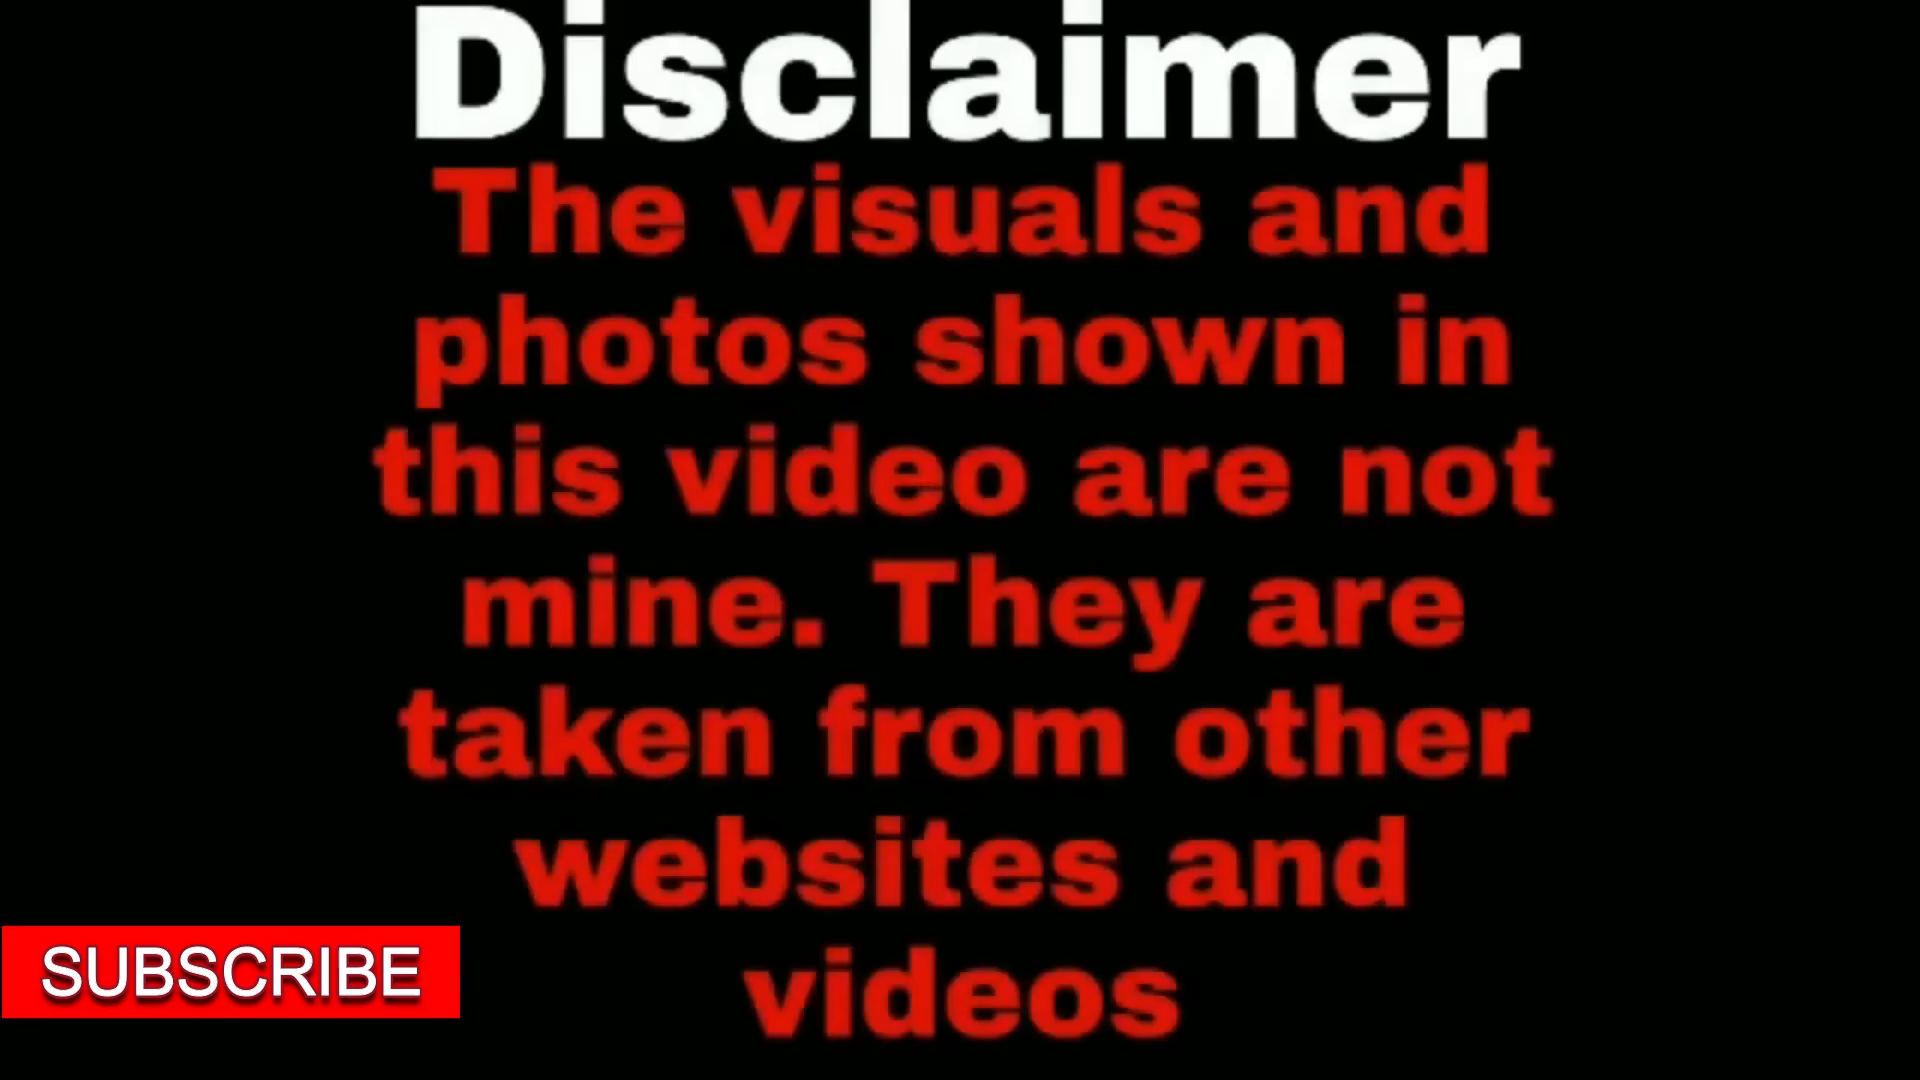 Disclaimer
The visuals and
photos shown in
this video are not
mine. They are
taken from other
websites and
videos
SUBSCRIBE